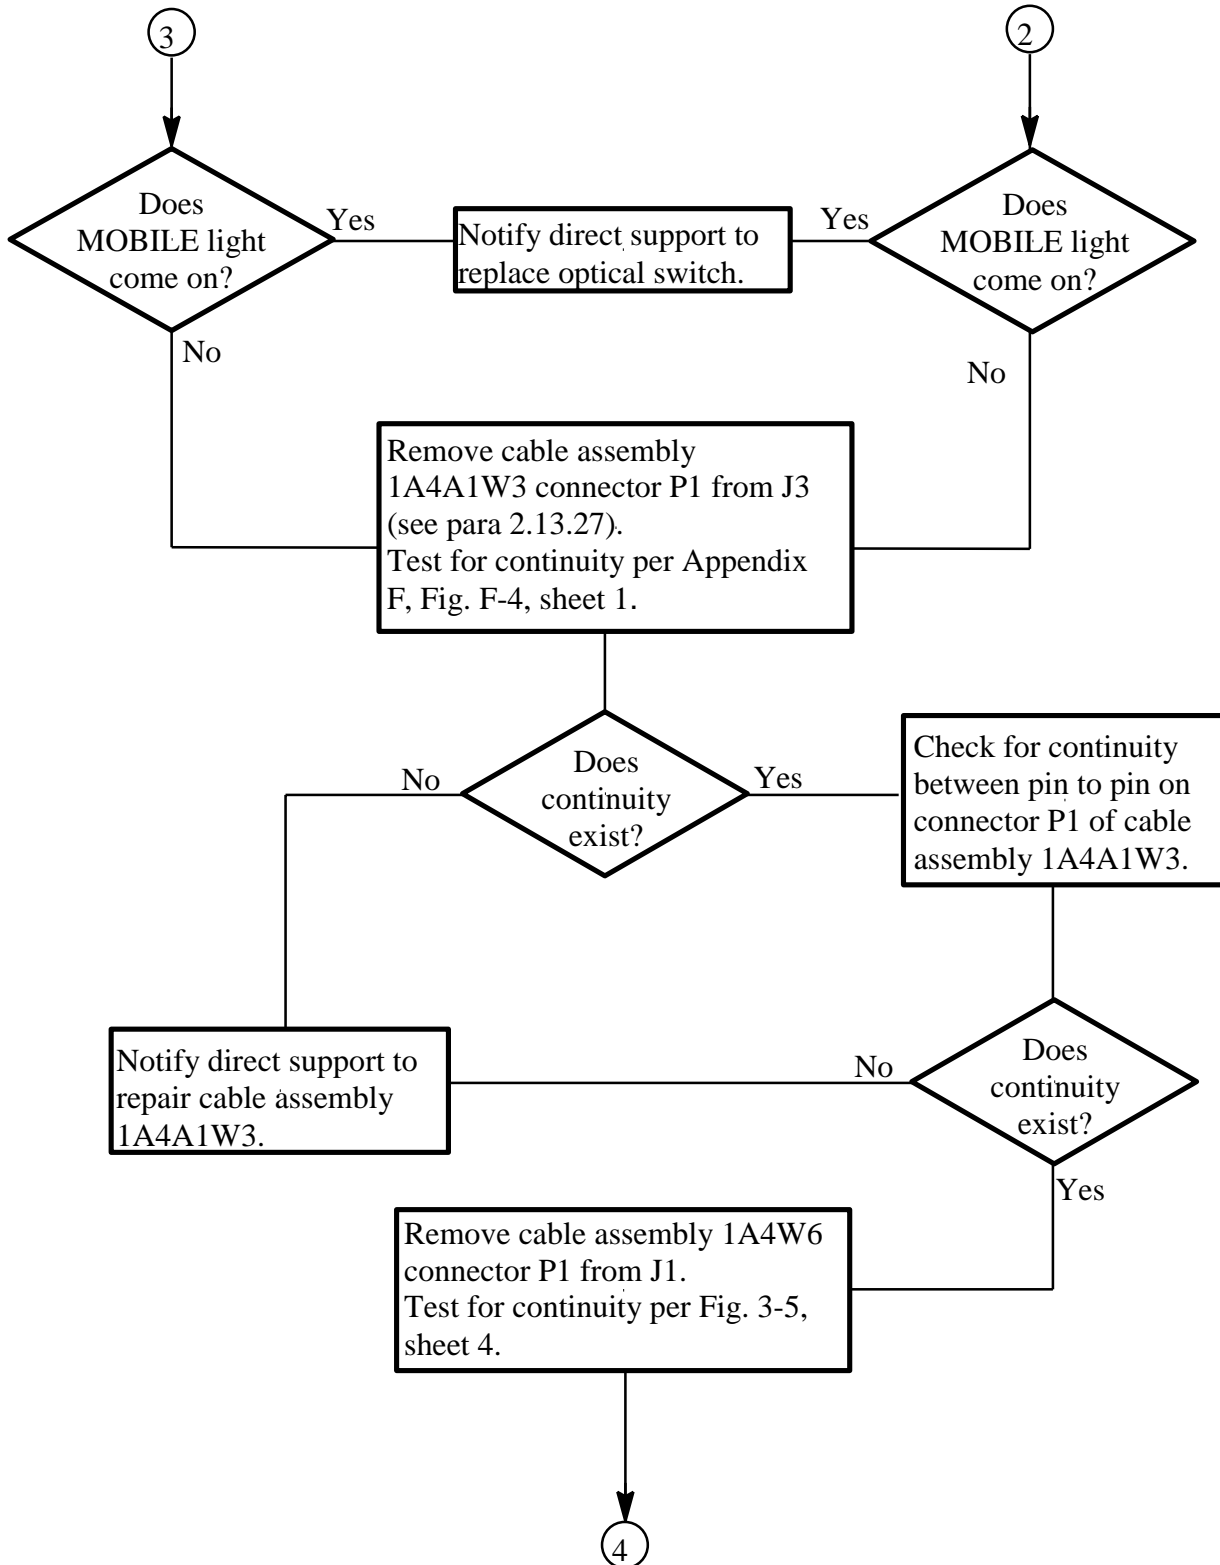 3
2
Does
MOBILE light
come on?
Yes
Notify direct support to
replace optical switch.
Yes
Does
MOBILE light
come on?
No
No
Remove cable assembly
1A4A1W3 connector P1 from J3
(see para 2.13.27).
Test for continuity per Appendix
F, Fig. F-4, sheet 1.
No
Does
continuity
exist?
Yes
Check for continuity
between pin to pin on
connector P1 of cable
assembly 1A4A1W3.
Notify direct support to
repair cable assembly
1A4A1W3.
No
Does
continuity
exist?
Yes
Remove cable assembly 1A4W6
connector P1 from J1.
Test for continuity per Fig. 3-5,
sheet 4.
4